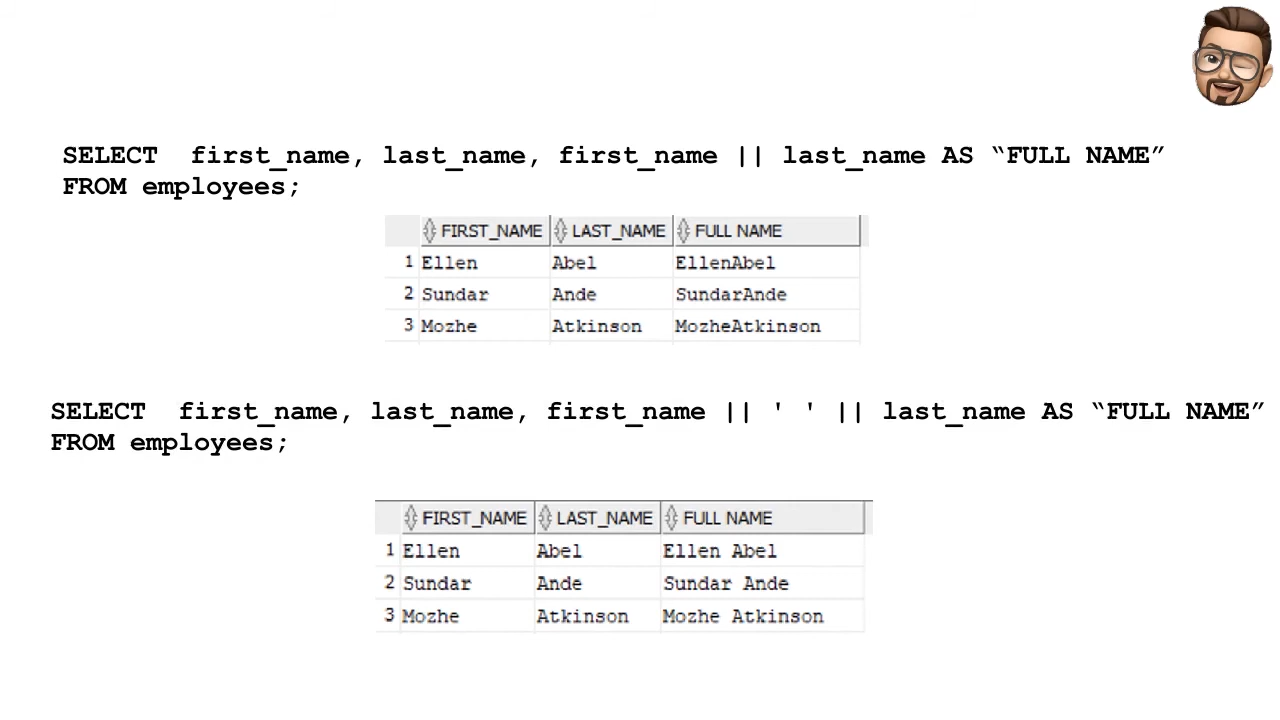 SELECT  first_name, last_name, first_name || last_name AS “FULL NAME”
FROM employees;
FIRST_NAME LAST_NAME FULL NAME
1 Ellen Abel EllenAbel
2 Sundar Ande SundarAnde
3 Mozhe Atkinson MozheAtkinson
SELECT  first_name, last_name, first_name || ' ' || last_name AS “FULL NAME”
FROM employees;
FIRST_NAME LAST_NAME FULL NAME
1 Ellen Abel Ellen Abel
2 Sundar Ande Sundar Ande
3 Mozhe Atkinson Mozhe Atkinson